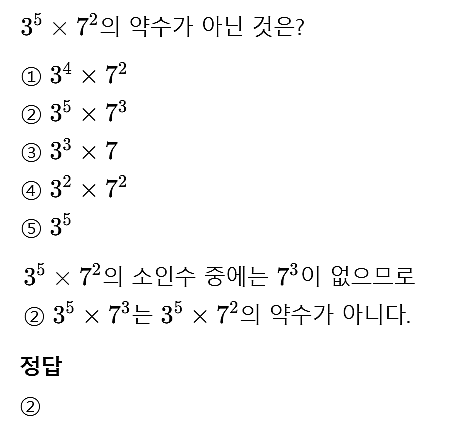 3⁵ × 7²의 약수가 아닌 것은?
① 3⁴ × 7²
② 3⁵ × 7³
③ 3³ × 7
④ 3² × 7²
⑤ 3⁵
3⁵ × 7²의 소인수 중에는 7³이 없으므로
② 3⁵ × 7³는 3⁵ × 7²의 약수가 아니다.
정답
②